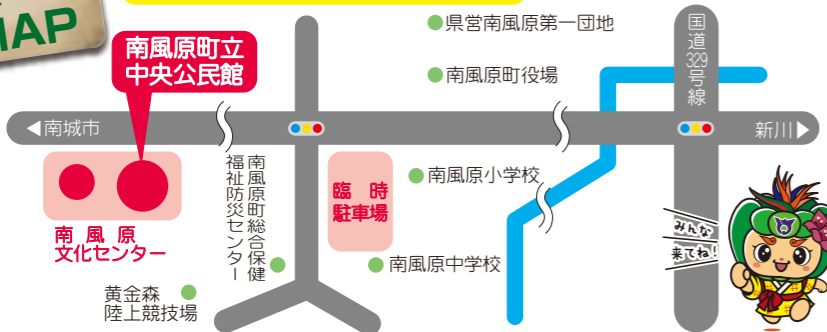 MAP
南風原町立
中央公民館
県営南風原第一団地
南風原町役場
国道329号線
◀南城市
新川▶
南風原
文化センター
南風原町総合保健
福祉防災センター
臨時
駐車場
南風原小学校
南風原中学校
黄金森
陸上競技場
みんな
来てね!